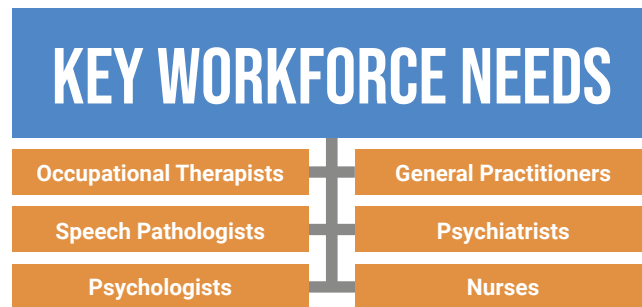 KEY WORKFORCE NEEDS
Occupational Therapists
General Practitioners
Speech Pathologists
Psychiatrists
Psychologists
Nurses